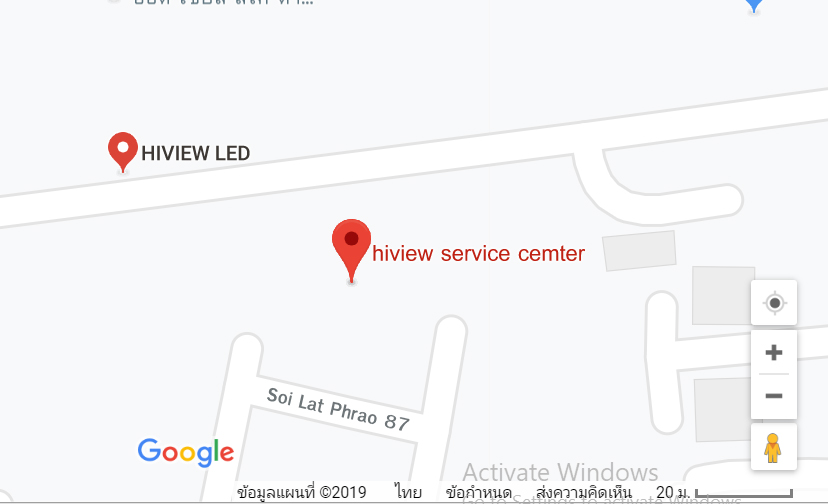 HIVIEW LED
hiview service cemter
Soi Lat Phrao 87
Google
Activate Windows
ข้อมูลแผนที่ ©2019 ไทย ข้อกำหนด ส่งความคิดเห็น 20 ม.
Go to Settings to activate Windows.